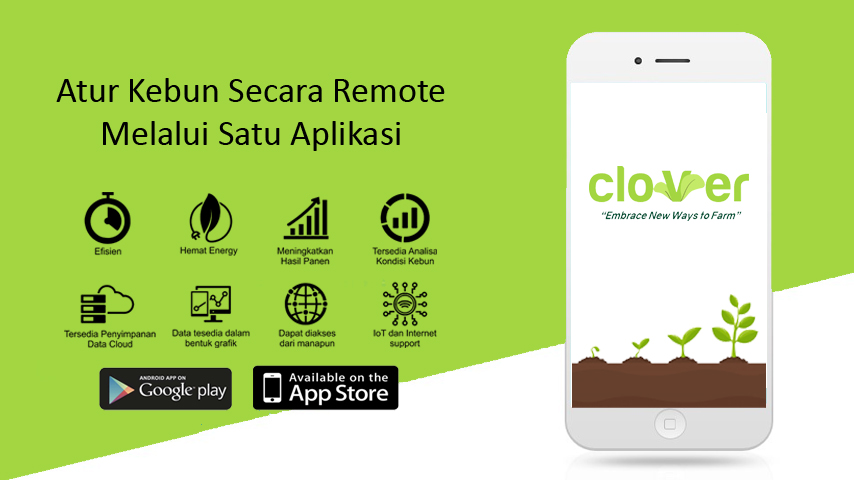 Atur Kebun Secara Remote
Melalui Satu Aplikasi
Efisien
Hemat Energy
Meningkatkan
Hasil Panen
Tersedia Analisa
Kondisi Kebun
Tersedia Penyimpanan
Data Cloud
Data tesedia dalam
bentuk grafik
Dapat diakses
dari manapun
IoT dan Internet
support
ANDROID APP ON
Google play
Available on the
App Store
clover
“Embrace New Ways to Farm”